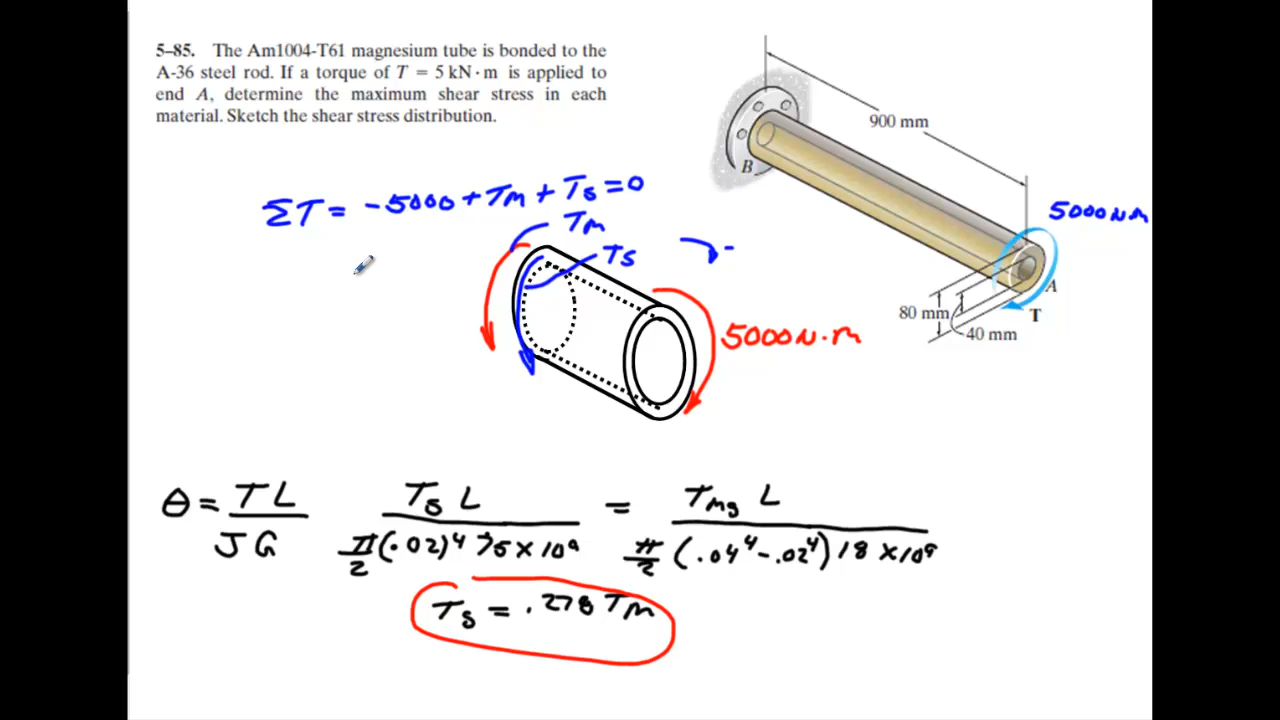 5–85. The Am1004-T61 magnesium tube is bonded to the
A-36 steel rod. If a torque of T = 5 kN·m is applied to
end A, determine the maximum shear stress in each
material. Sketch the shear stress distribution.
900 mm
B
ΣT = -5000 + TM + TS = 0
5000 N m
TM
TS
-
A
80 mm
T
40 mm
5000 N·m
θ = TL / JG
TS L / π/2 (.02)⁴ 75 × 10⁹ = Tmg L / π/2 (.04⁴ - .02⁴) 18 × 10⁹
TS = .278 TM